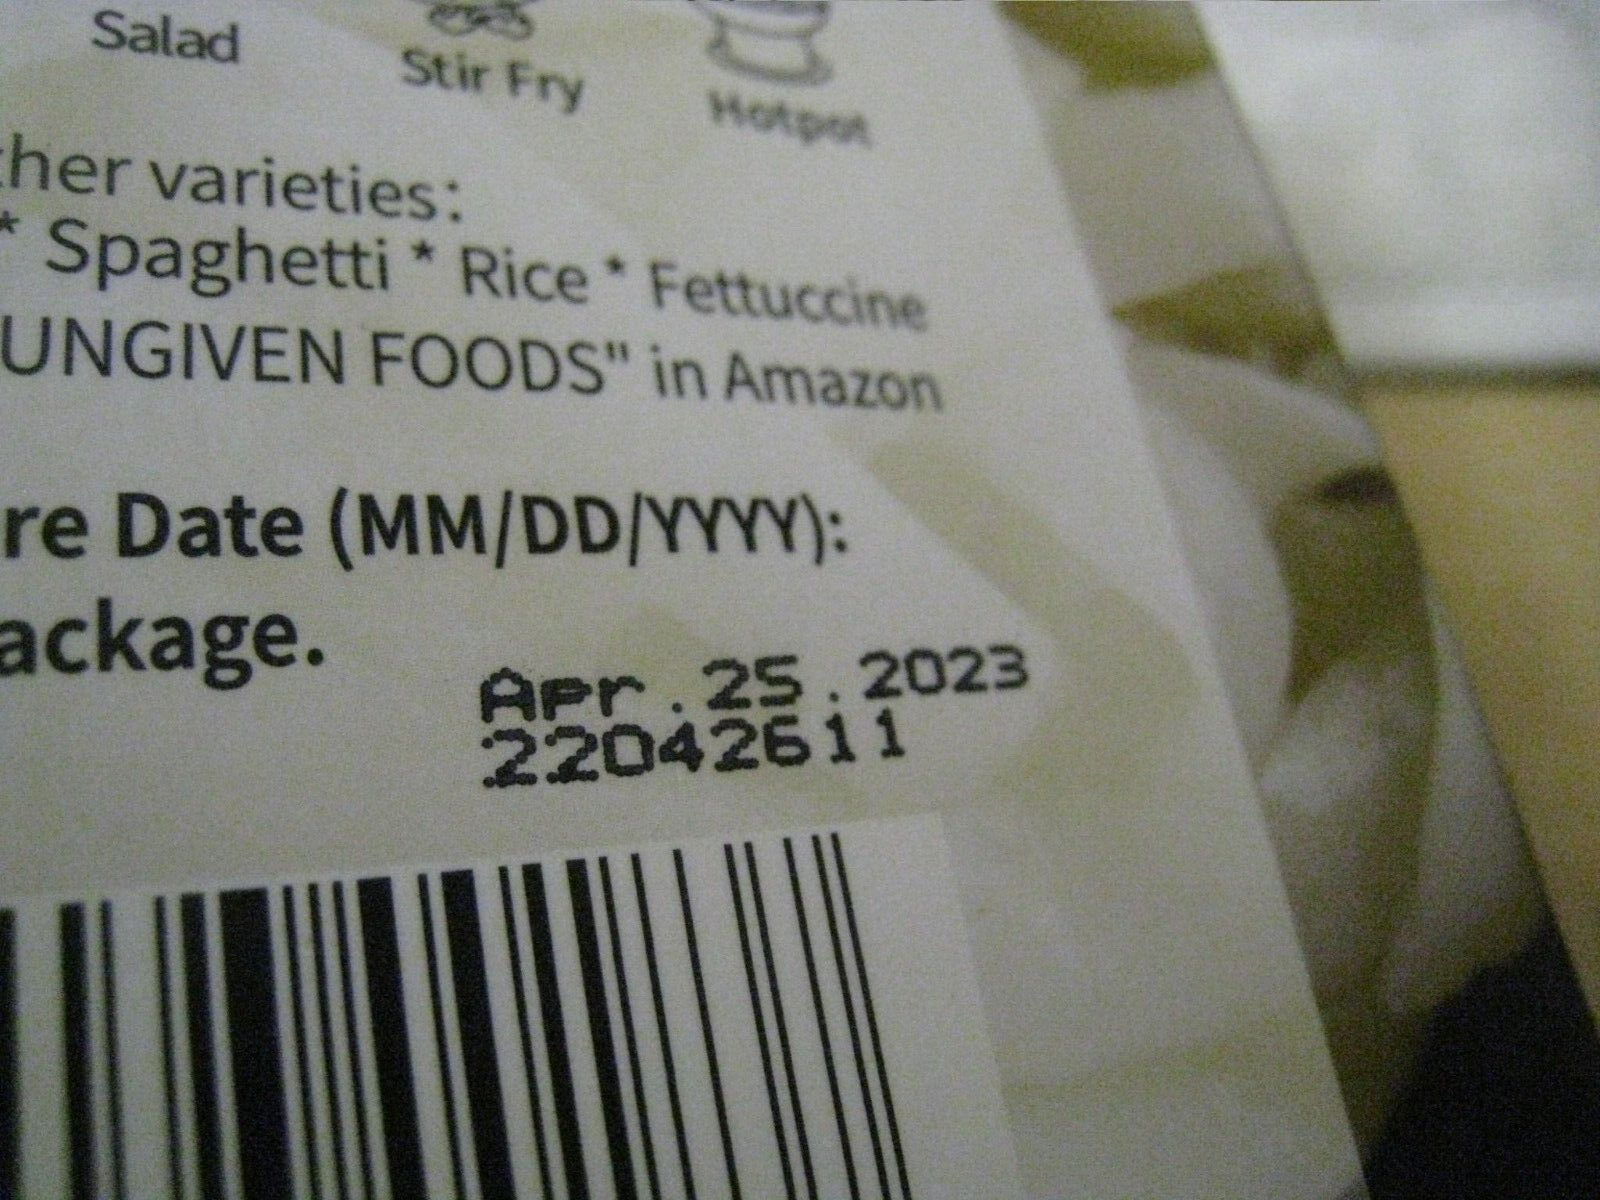 Salad
Stir Fry
Hotpot
ther varieties:
* Spaghetti * Rice * Fettuccine
UNGIVEN FOODS" in Amazon
re Date (MM/DD/YYYY):
ackage.
Apr.25.2023
22042611